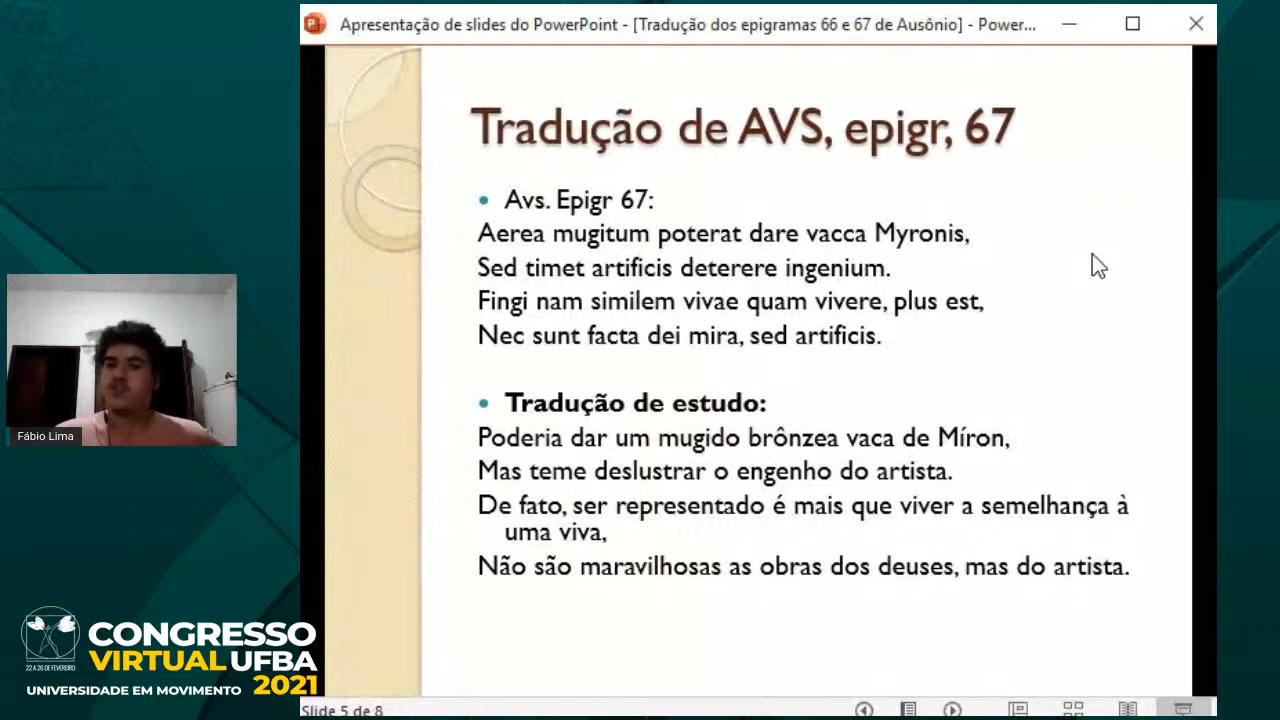 Apresentação de slides do PowerPoint - [Tradução dos epigramas 66 e 67 de Ausônio] - Power...
Tradução de AVS, epigr, 67
• Avs. Epigr 67:
Aerea mugitum poterat dare vacca Myronis,
Sed timet artificis deterere ingenium.
Fingi nam similem vivae quam vivere, plus est,
Nec sunt facta dei mira, sed artificis.
• Tradução de estudo:
Poderia dar um mugido brônzea vaca de Míron,
Mas teme deslustrar o engenho do artista.
De fato, ser representado é mais que viver a semelhança à
uma viva,
Não são maravilhosas as obras dos deuses, mas do artista.
Fábio Lima
22 A 26 DE FEVEREIRO
CONGRESSO
VIRTUAL UFBA
UNIVERSIDADE EM MOVIMENTO 2021
Slide 5 de 8